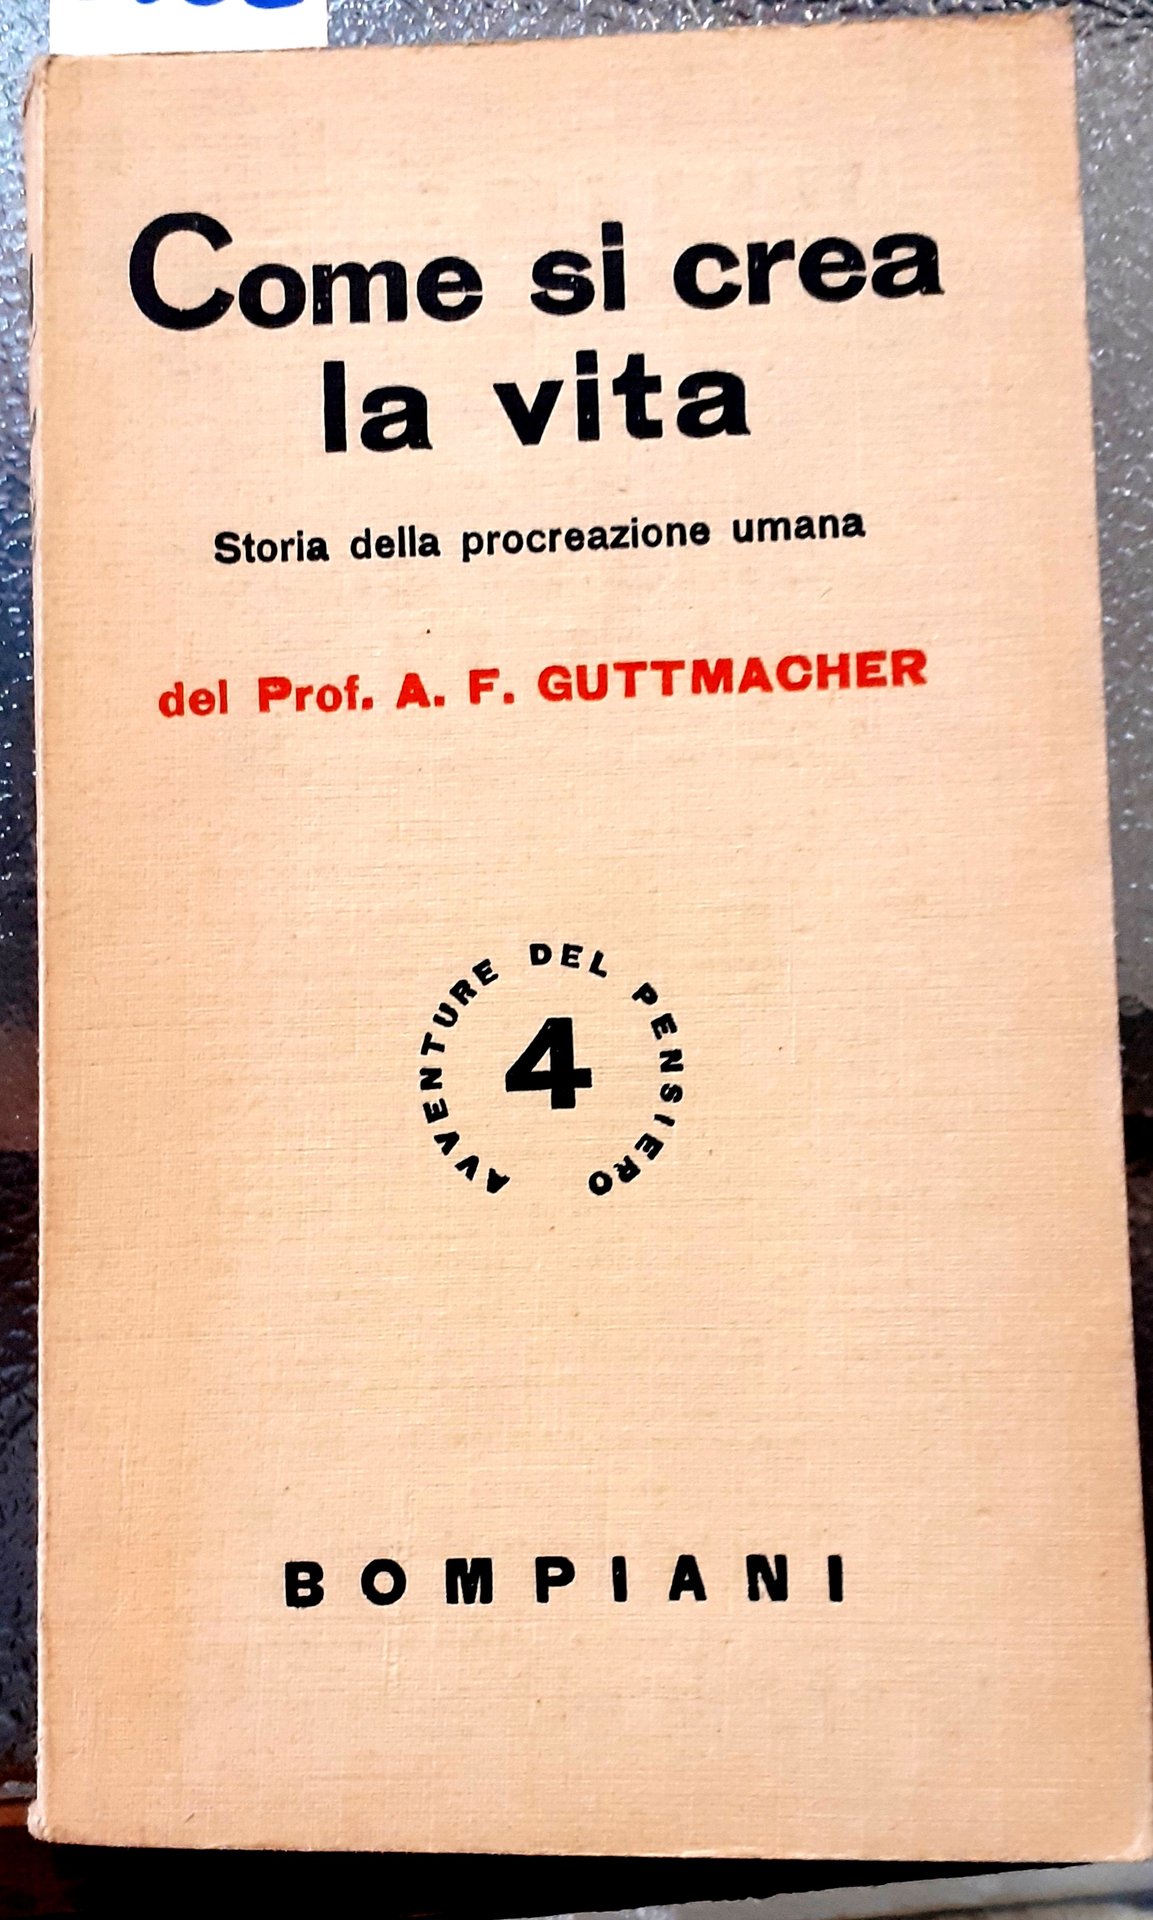 Come si crea
la vita
Storia della procreazione umana
del Prof. A. F. GUTTMACHER
AVVENTURE DEL PENSIERO
4
BOMPIANI